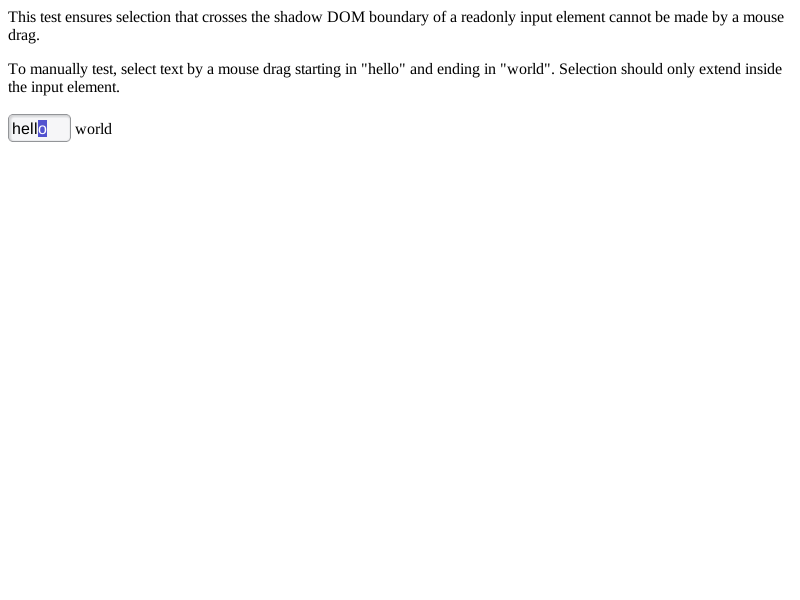 This test ensures selection that crosses the shadow DOM boundary of a readonly input element cannot be made by a mouse
drag.
To manually test, select text by a mouse drag starting in "hello" and ending in "world". Selection should only extend inside
the input element.
hello world